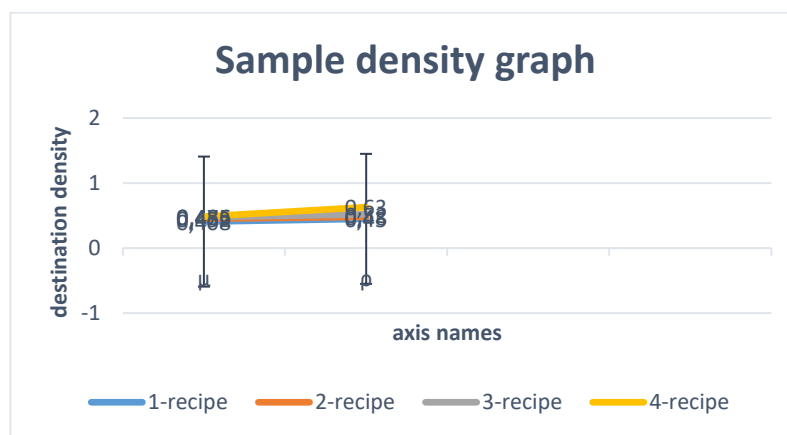 Sample density graph
destination density
2
1
0
-1
0,63
μ
ρ
axis names
1-recipe
2-recipe
3-recipe
4-recipe